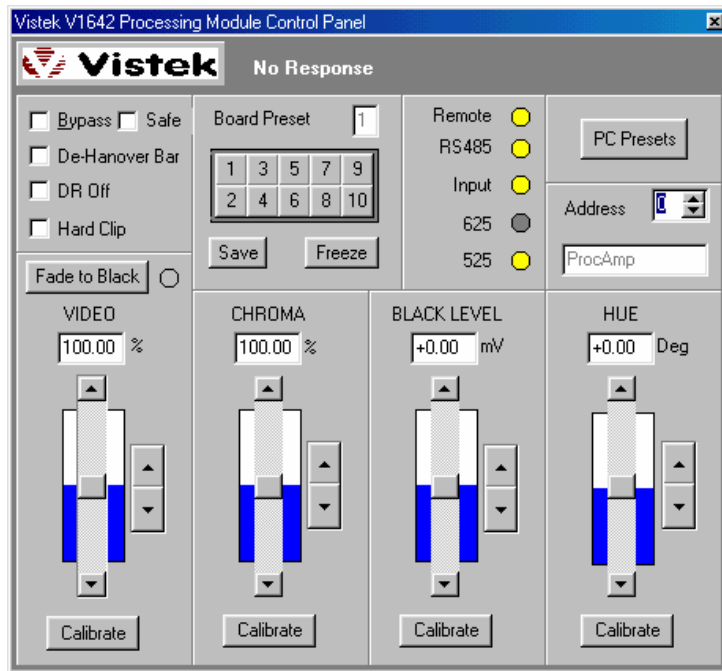 Vistek V1642 Processing Module Control Panel
Vistek No Response
Bypass Safe
De-Hanover Bar
DR Off
Hard Clip
Fade to Black
Board Preset 1
1 3 5 7 9
2 4 6 8 10
Save Freeze
Remote
RS485
Input
625
525
PC Presets
Address 0
ProcAmp
VIDEO
100.00 %
Calibrate
CHROMA
100.00 %
Calibrate
BLACK LEVEL
+0.00 mV
Calibrate
HUE
+0.00 Deg
Calibrate